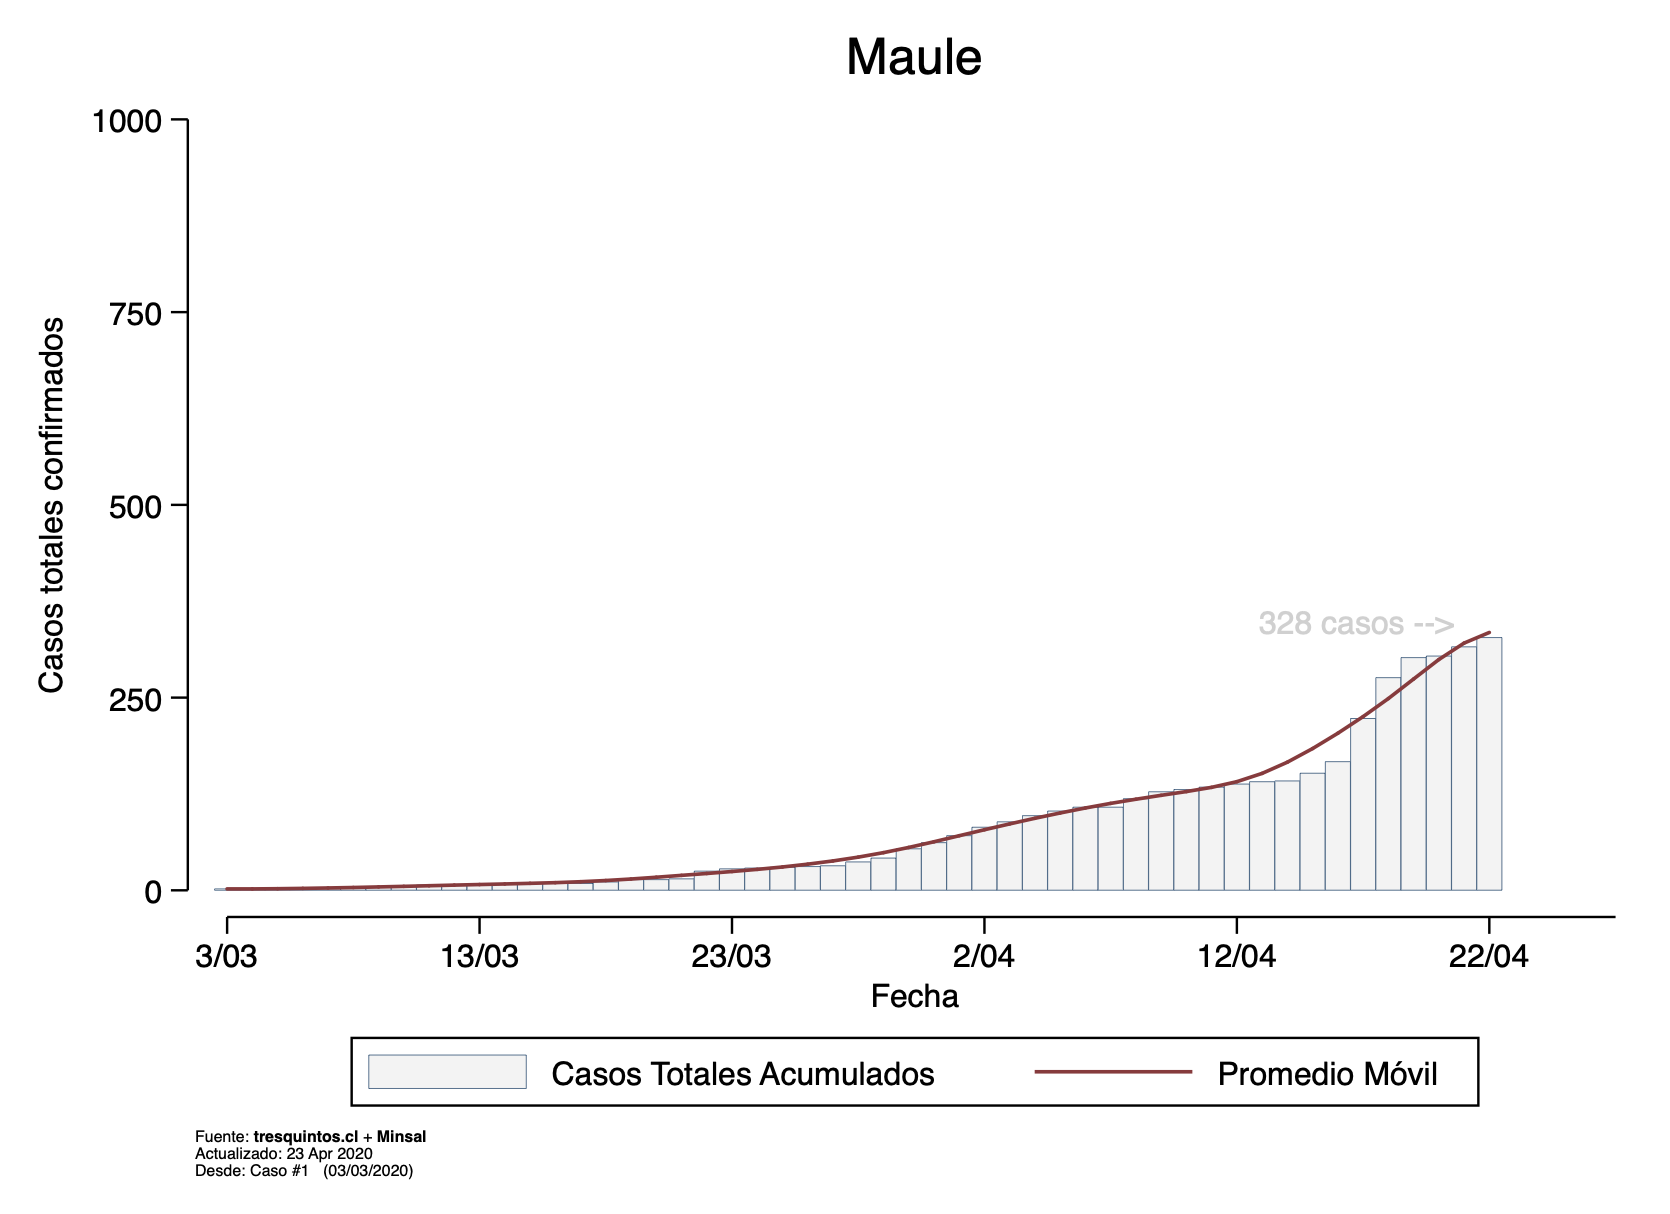 Maule
1000
750
500
250
0
Casos totales confirmados
328 casos -->
3/03 13/03 23/03 2/04 12/04 22/04
Fecha
Casos Totales Acumulados Promedio Móvil
Fuente: tresquintos.cl + Minsal
Actualizado: 23 Apr 2020
Desde: Caso #1 (03/03/2020)